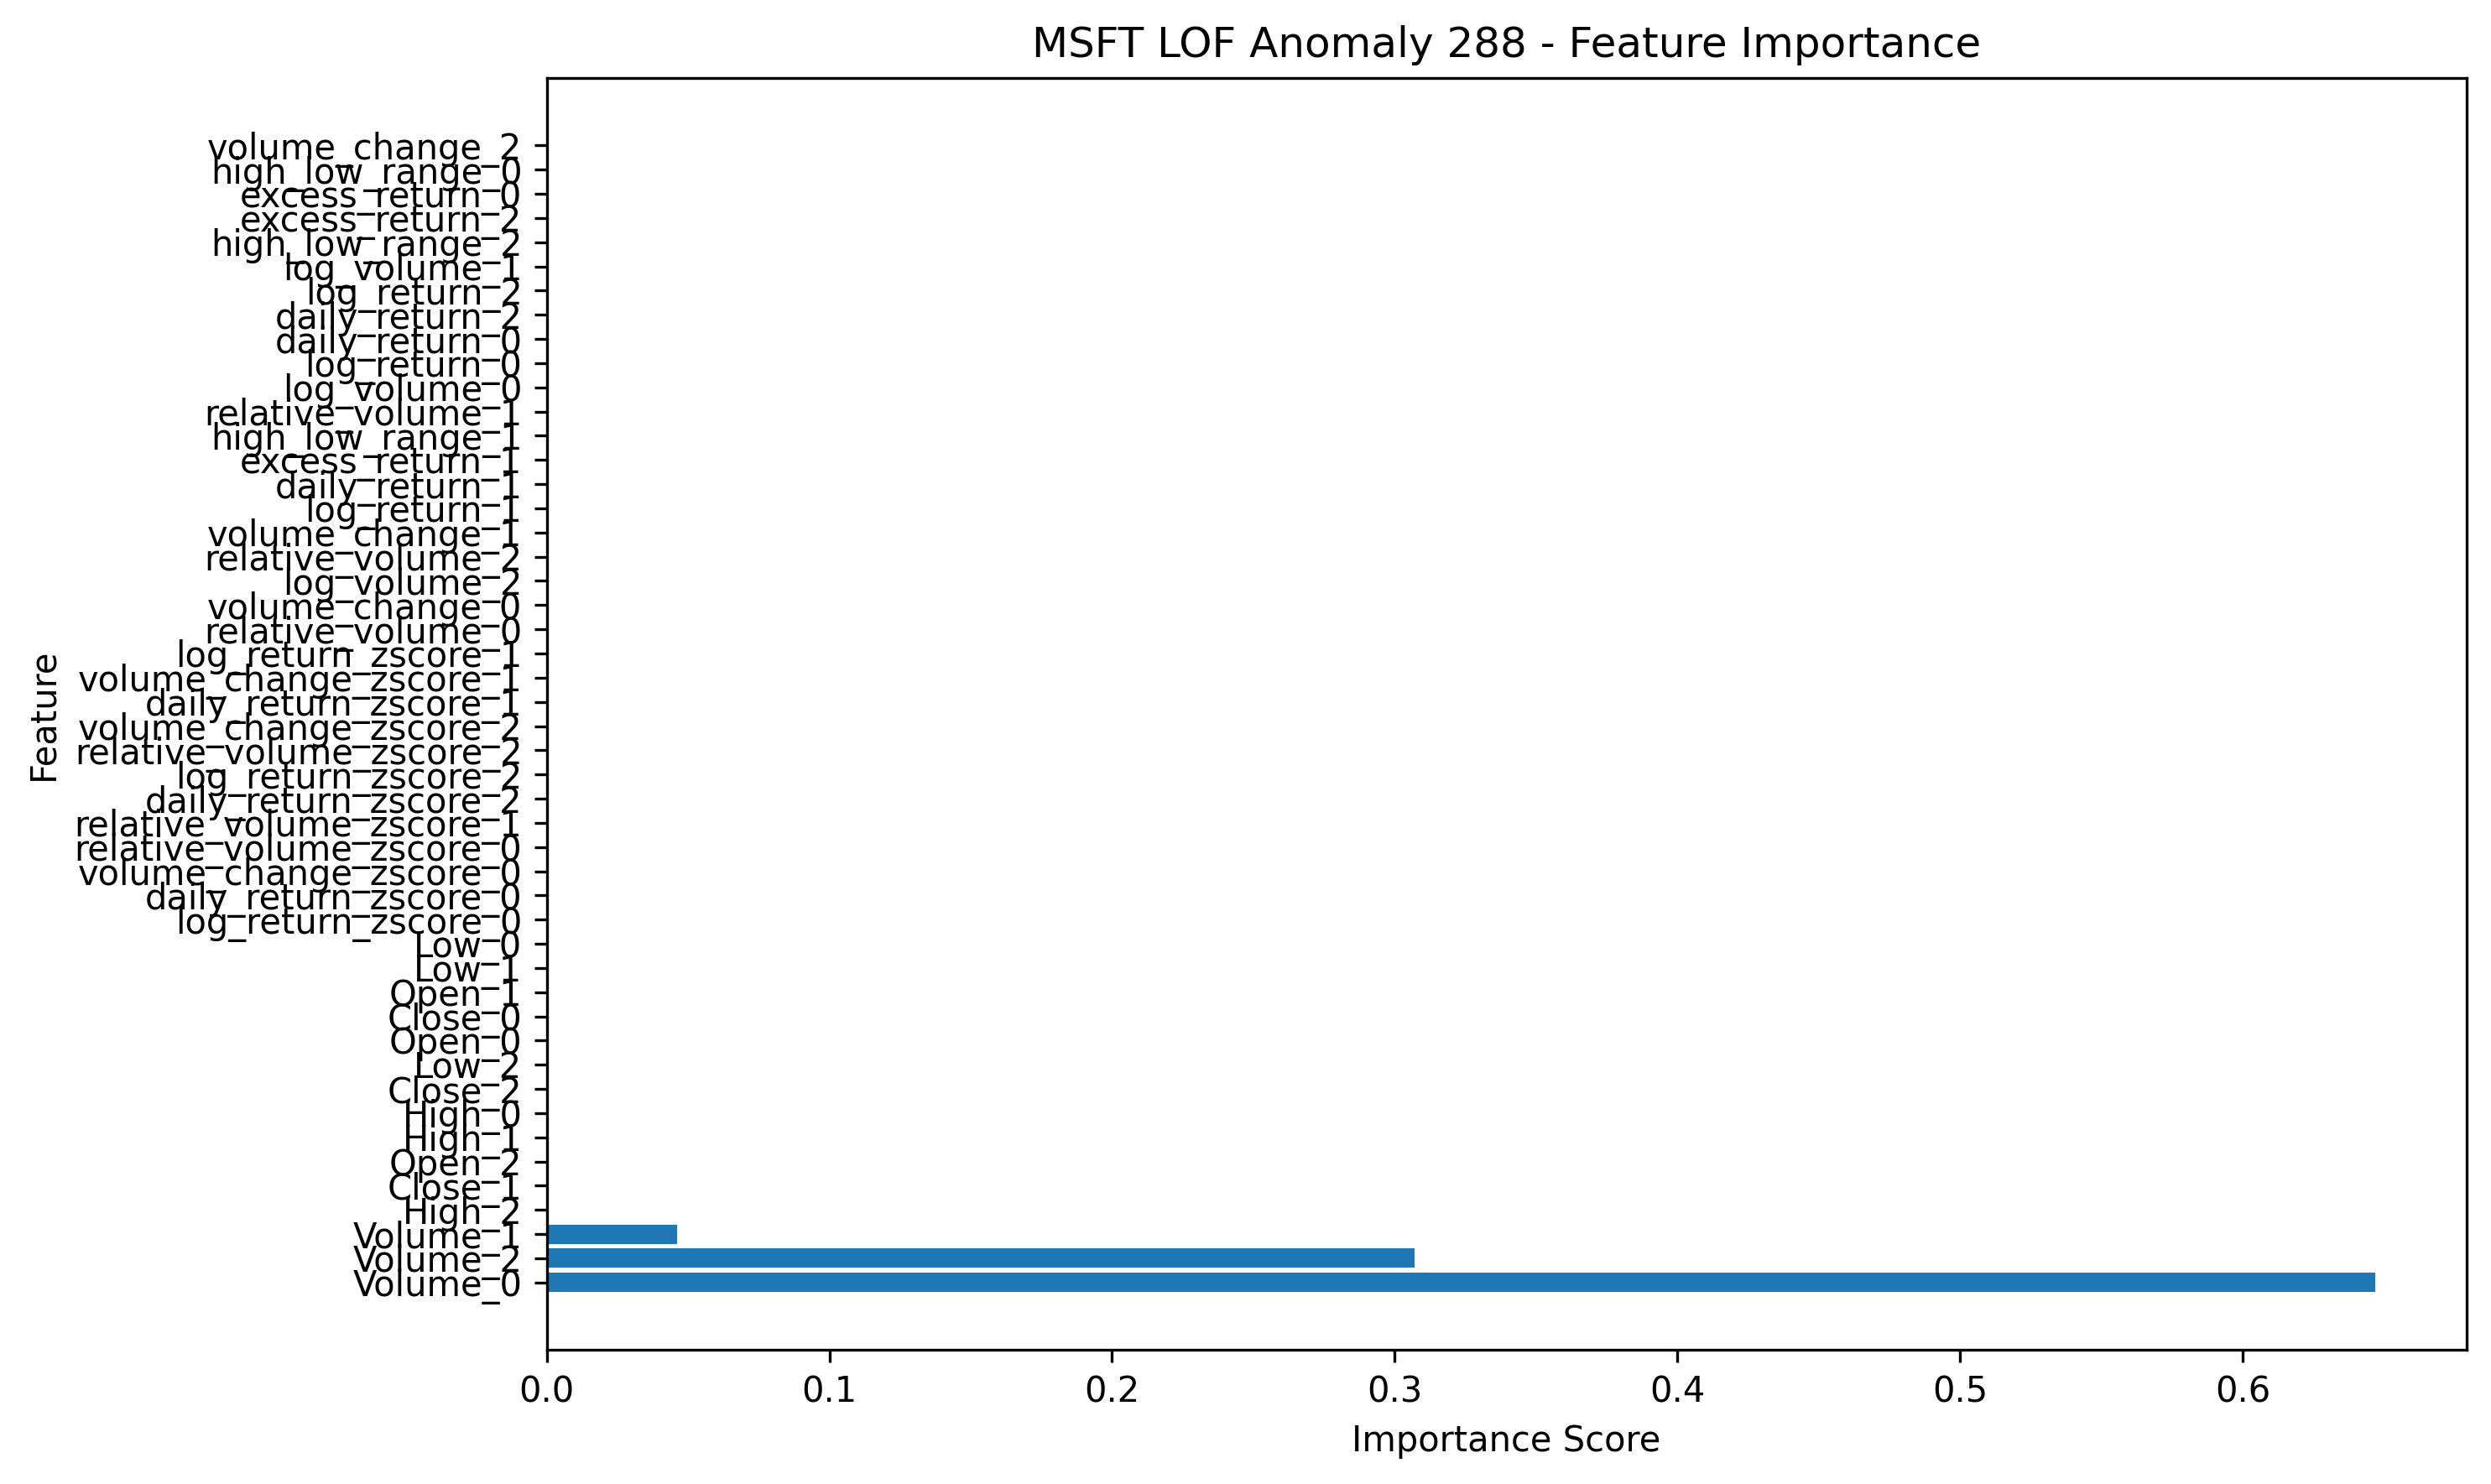 MSFT LOF Anomaly 288 - Feature Importance
volume_change_2
high_low_range_0
excess_return_0
excess_return_2
high_low_range_2
log_volume_1
log_return_2
daily_return_2
daily_return_0
log_return_0
log_volume_0
relative_volume_1
high_low_range_1
excess_return_1
daily_return_1
log_return_1
volume_change_1
relative_volume_2
log_volume_2
volume_change_0
relative_volume_0
log_return_zscore_1
volume_change_zscore_1
daily_return_zscore_1
volume_change_zscore_2
relative_volume_zscore_2
log_return_zscore_2
daily_return_zscore_2
relative_volume_zscore_1
relative_volume_zscore_0
volume_change_zscore_0
daily_return_zscore_0
log_return_zscore_0
Low_0
Low_1
Open_1
Close_0
Open_0
Low_2
Close_2
High_0
High_1
Open_2
Close_1
High_2
Volume_1
Volume_2
Volume_0
Feature
0.0 0.1 0.2 0.3 0.4 0.5 0.6
Importance Score